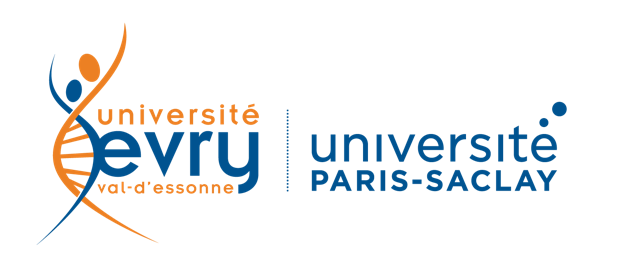 université
evry
val-d'essonne
université
PARIS-SACLAY